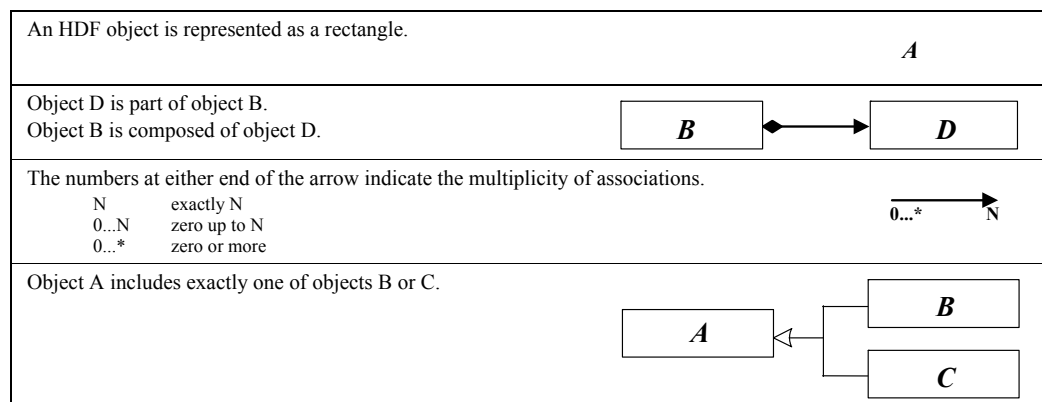 An HDF object is represented as a rectangle.
A
Object D is part of object B.
Object B is composed of object D.
B
D
The numbers at either end of the arrow indicate the multiplicity of associations.
N exactly N
0...N zero up to N
0...* zero or more
0...* N
Object A includes exactly one of objects B or C.
A
B
C